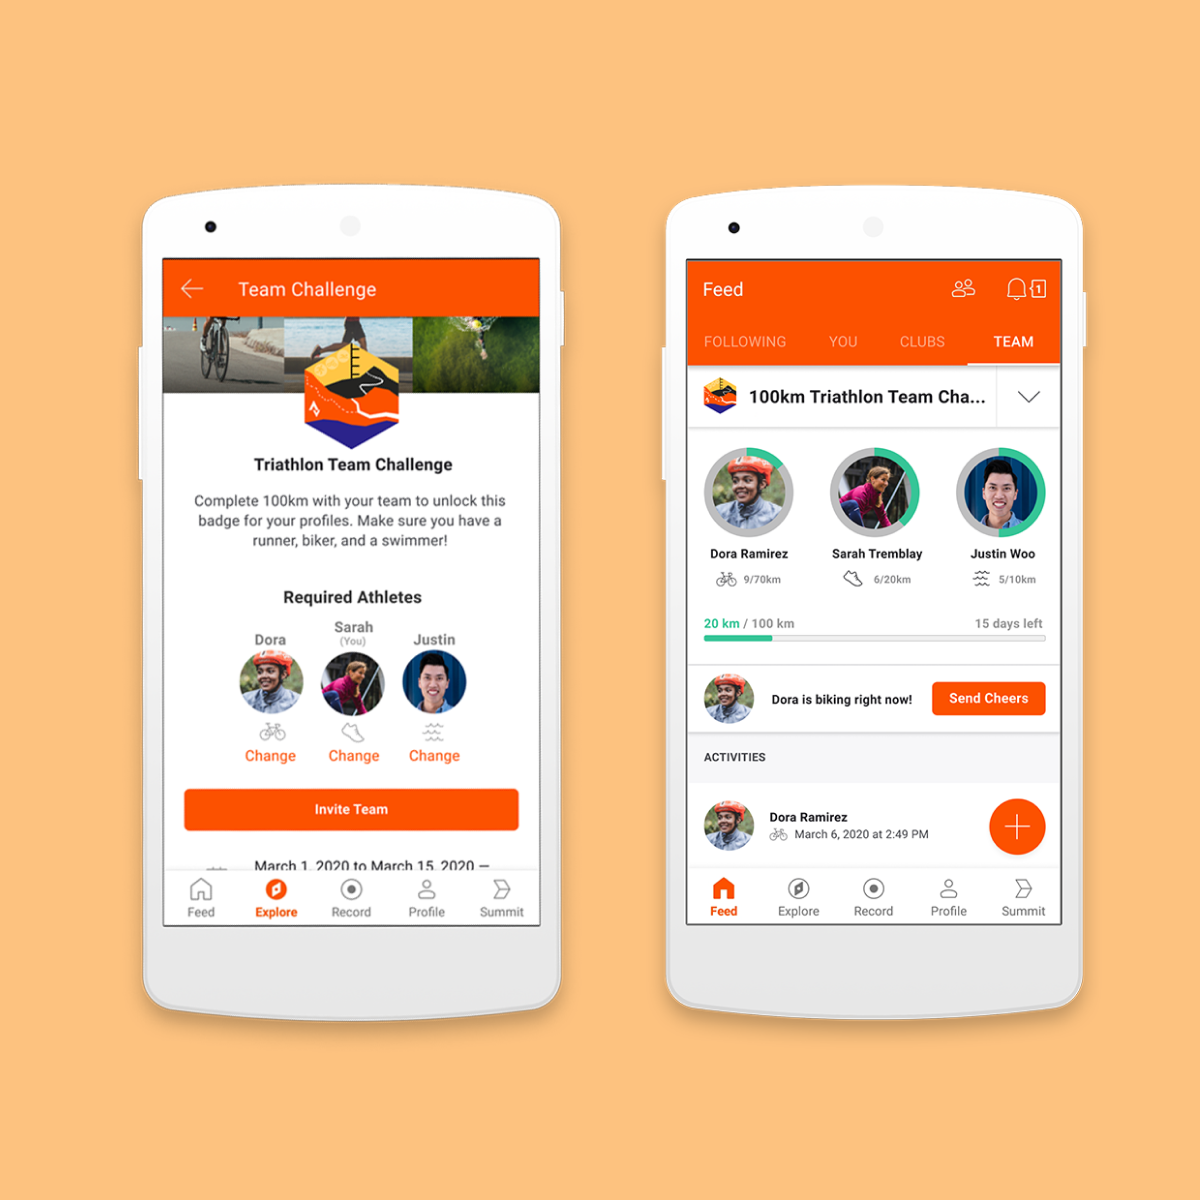 Team Challenge
Triathlon Team Challenge
Complete 100km with your team to unlock this
badge for your profiles. Make sure you have a
runner, biker, and a swimmer!
Required Athletes
Dora
Sarah
(You)
Justin
Change
Change
Change
Invite Team
March 1, 2020 to March 15, 2020 —
Feed
Explore
Record
Profile
Summit
Feed
1
FOLLOWING
YOU
CLUBS
TEAM
100km Triathlon Team Cha...
Dora Ramirez
Sarah Tremblay
Justin Woo
9/70km
6/20km
5/10km
20 km / 100 km
15 days left
Dora is biking right now!
Send Cheers
ACTIVITIES
Dora Ramirez
March 6, 2020 at 2:49 PM
Feed
Explore
Record
Profile
Summit